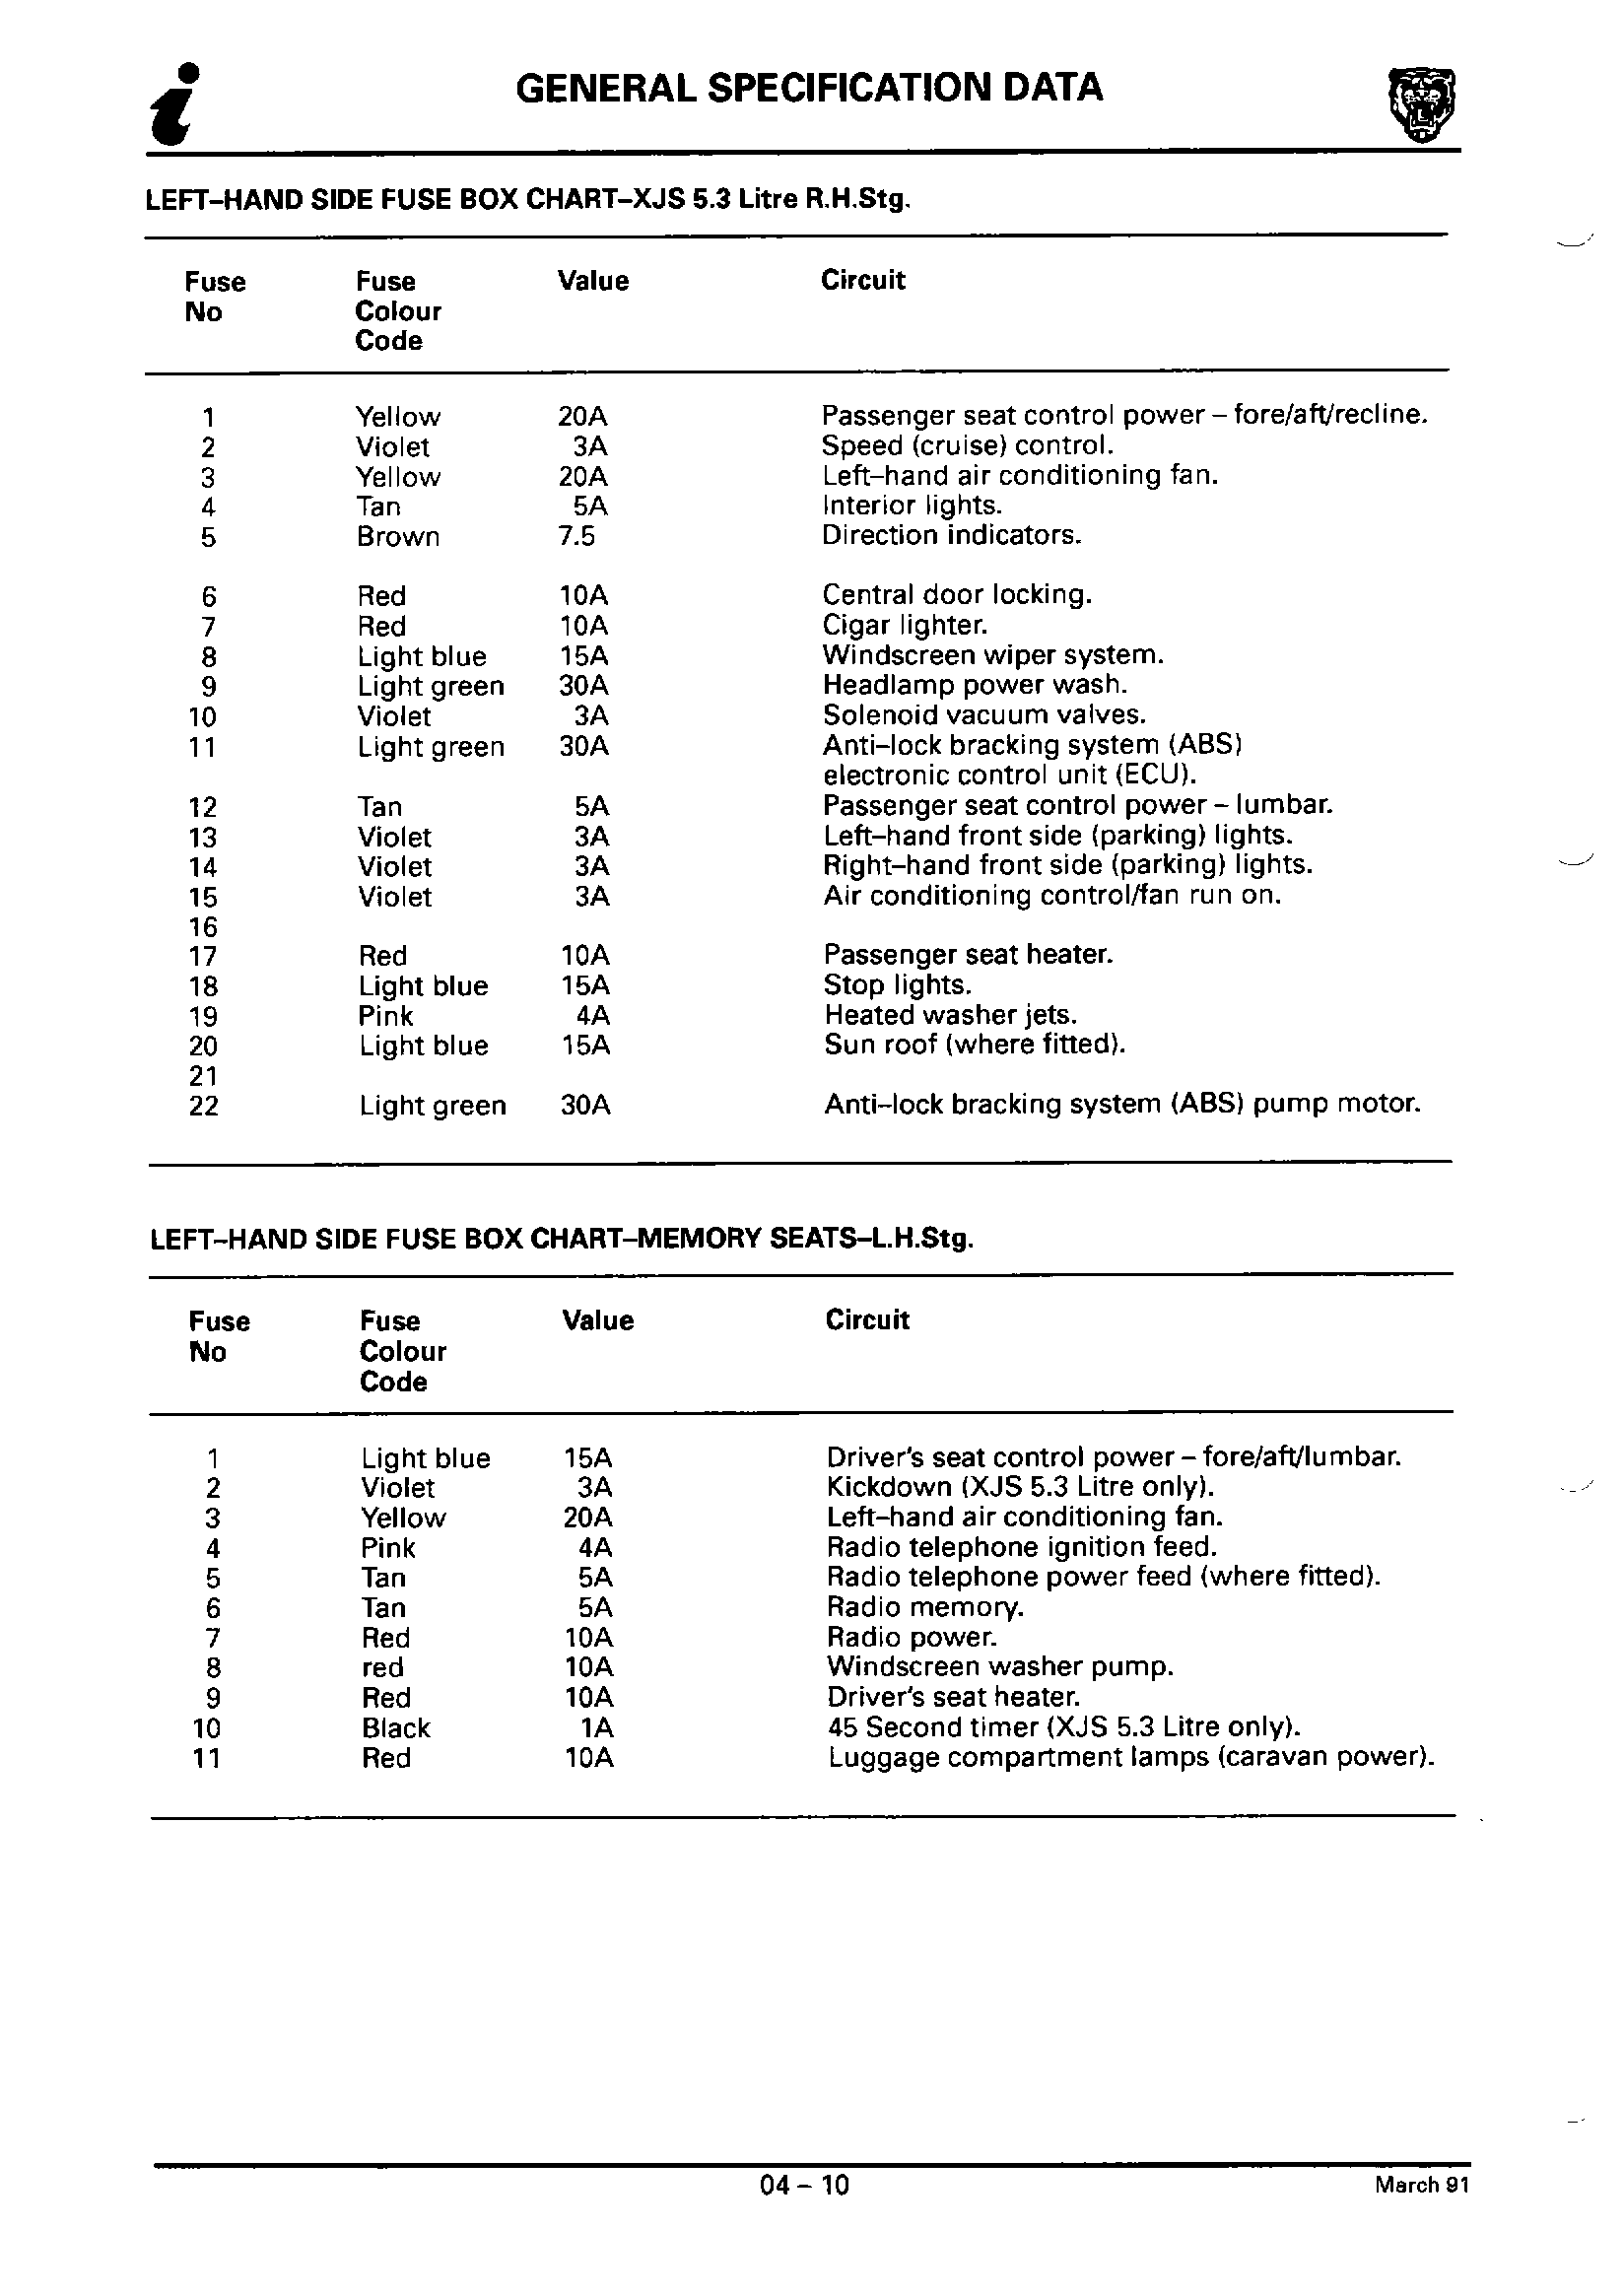 GENERAL SPECIFICATION DATA
LEFT–HAND SIDE FUSE BOX CHART–XJS 5.3 Litre R.H.Stg.
Fuse Fuse Value Circuit
No Colour
Code
1 Yellow 20A Passenger seat control power – fore/aft/recline.
2 Violet 3A Speed (cruise) control.
3 Yellow 20A Left–hand air conditioning fan.
4 Tan 5A Interior lights.
5 Brown 7.5 Direction indicators.
6 Red 10A Central door locking.
7 Red 10A Cigar lighter.
8 Light blue 15A Windscreen wiper system.
9 Light green 30A Headlamp power wash.
10 Violet 3A Solenoid vacuum valves.
11 Light green 30A Anti–lock bracking system (ABS)
electronic control unit (ECU).
12 Tan 5A Passenger seat control power – lumbar.
13 Violet 3A Left–hand front side (parking) lights.
14 Violet 3A Right–hand front side (parking) lights.
15 Violet 3A Air conditioning control/fan run on.
16
17 Red 10A Passenger seat heater.
18 Light blue 15A Stop lights.
19 Pink 4A Heated washer jets.
20 Light blue 15A Sun roof (where fitted).
21
22 Light green 30A Anti–lock bracking system (ABS) pump motor.
LEFT–HAND SIDE FUSE BOX CHART–MEMORY SEATS–L.H.Stg.
Fuse Fuse Value Circuit
No Colour
Code
1 Light blue 15A Driver's seat control power – fore/aft/lumbar.
2 Violet 3A Kickdown (XJS 5.3 Litre only).
3 Yellow 20A Left–hand air conditioning fan.
4 Pink 4A Radio telephone ignition feed.
5 Tan 5A Radio telephone power feed (where fitted).
6 Tan 5A Radio memory.
7 Red 10A Radio power.
8 red 10A Windscreen washer pump.
9 Red 10A Driver's seat heater.
10 Black 1A 45 Second timer (XJS 5.3 Litre only).
11 Red 10A Luggage compartment lamps (caravan power).
04 – 10 March 91